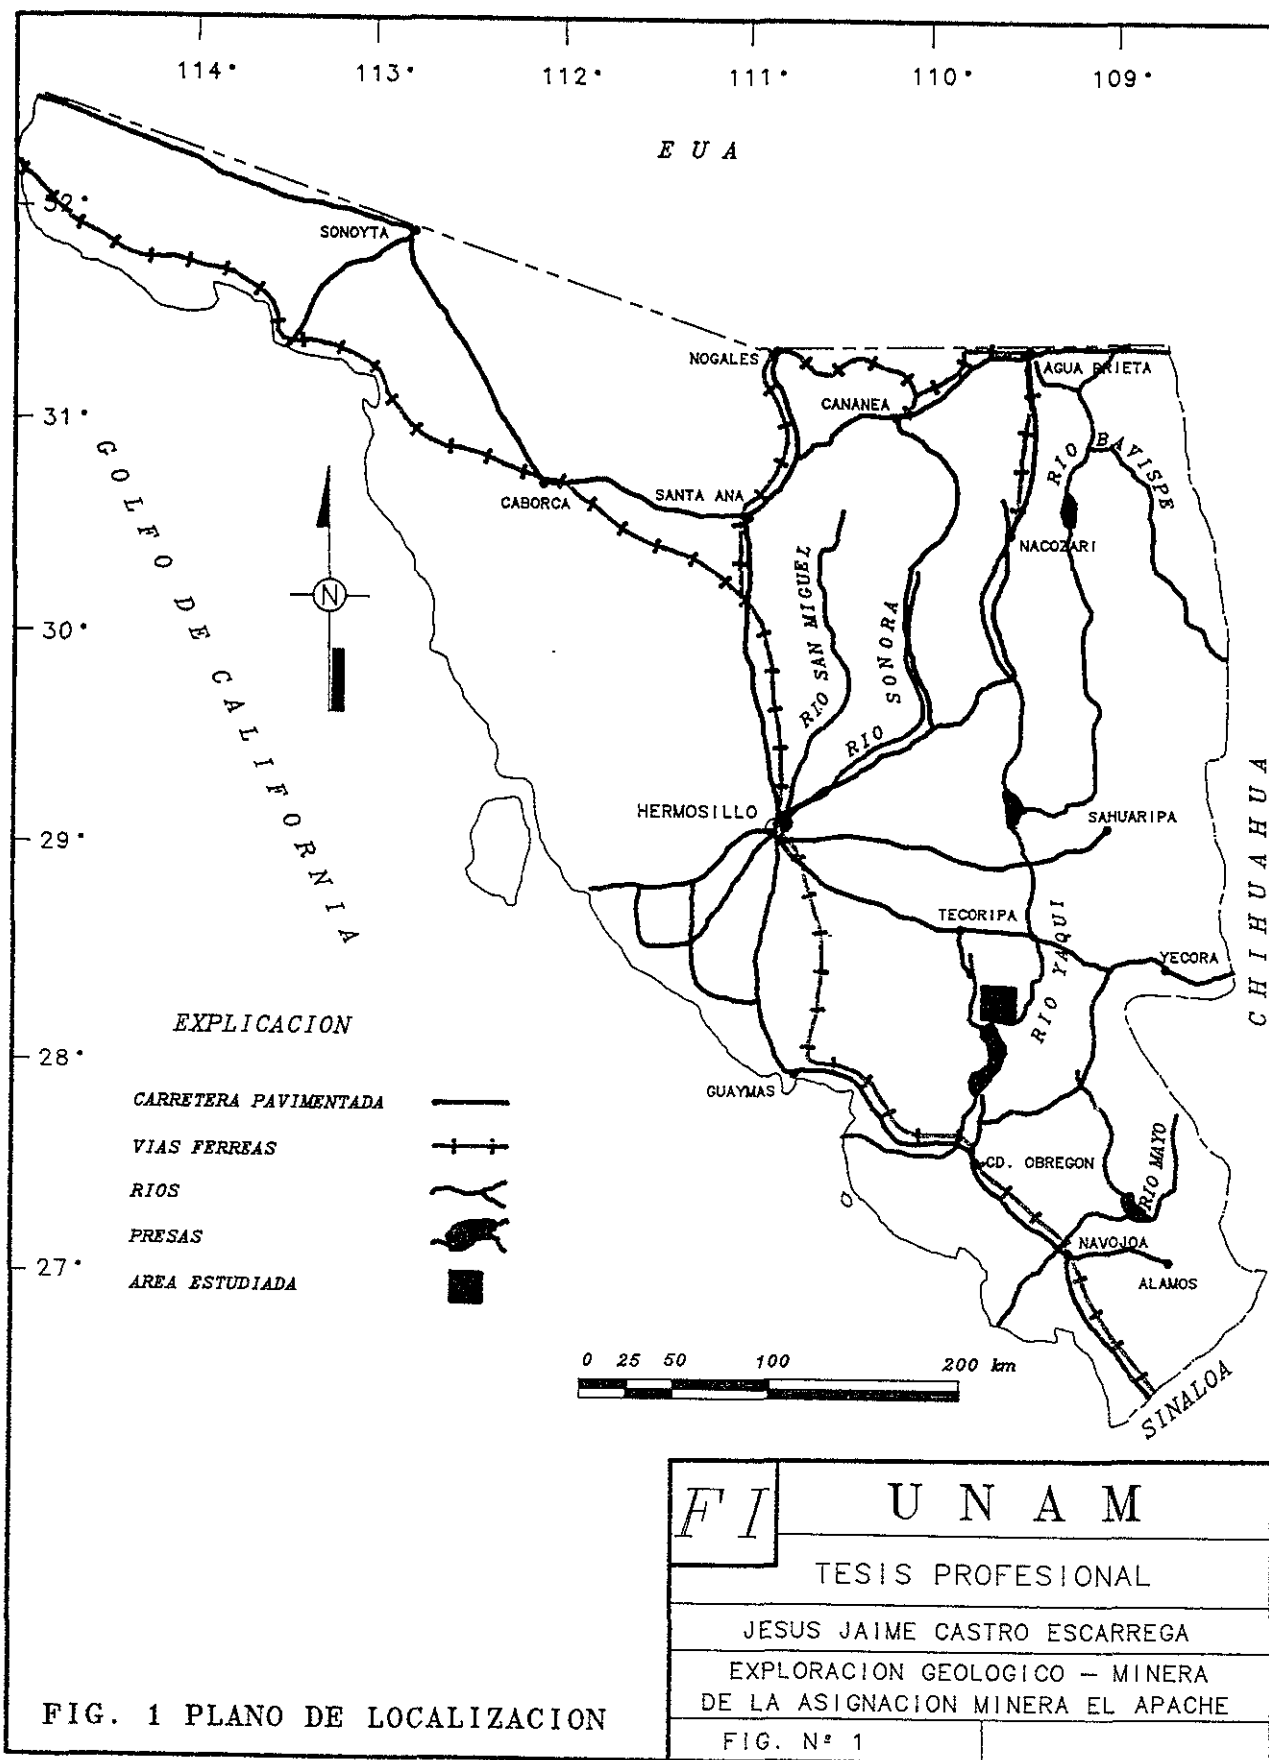 114° 113° 112° 111° 110° 109°
E U A
32°
SONOYTA
NOGALES
AGUA PRIETA
CANANEA
31°
GOLFO DE CALIFORNIA
RIO BAVISPE
SANTA ANA
CABORCA
NACOZARI
N
30°
RIO SAN MIGUEL
RIO SONORA
CHIHUAHUA
HERMOSILLO
SAHUARIPA
29°
TECORIPA
RIO YAQUI
YECORA
28°
GUAYMAS
CD. OBREGON
RIO MAYO
NAVOJOA
ALAMOS
27°
SINALOA
EXPLICACION
CARRETERA PAVIMENTADA
VIAS FERREAS
RIOS
PRESAS
AREA ESTUDIADA
0 25 50 100 200 km
FI
U N A M
TESIS PROFESIONAL
JESUS JAIME CASTRO ESCARREGA
EXPLORACION GEOLOGICO – MINERA
DE LA ASIGNACION MINERA EL APACHE
FIG. Nº 1
FIG. 1 PLANO DE LOCALIZACION